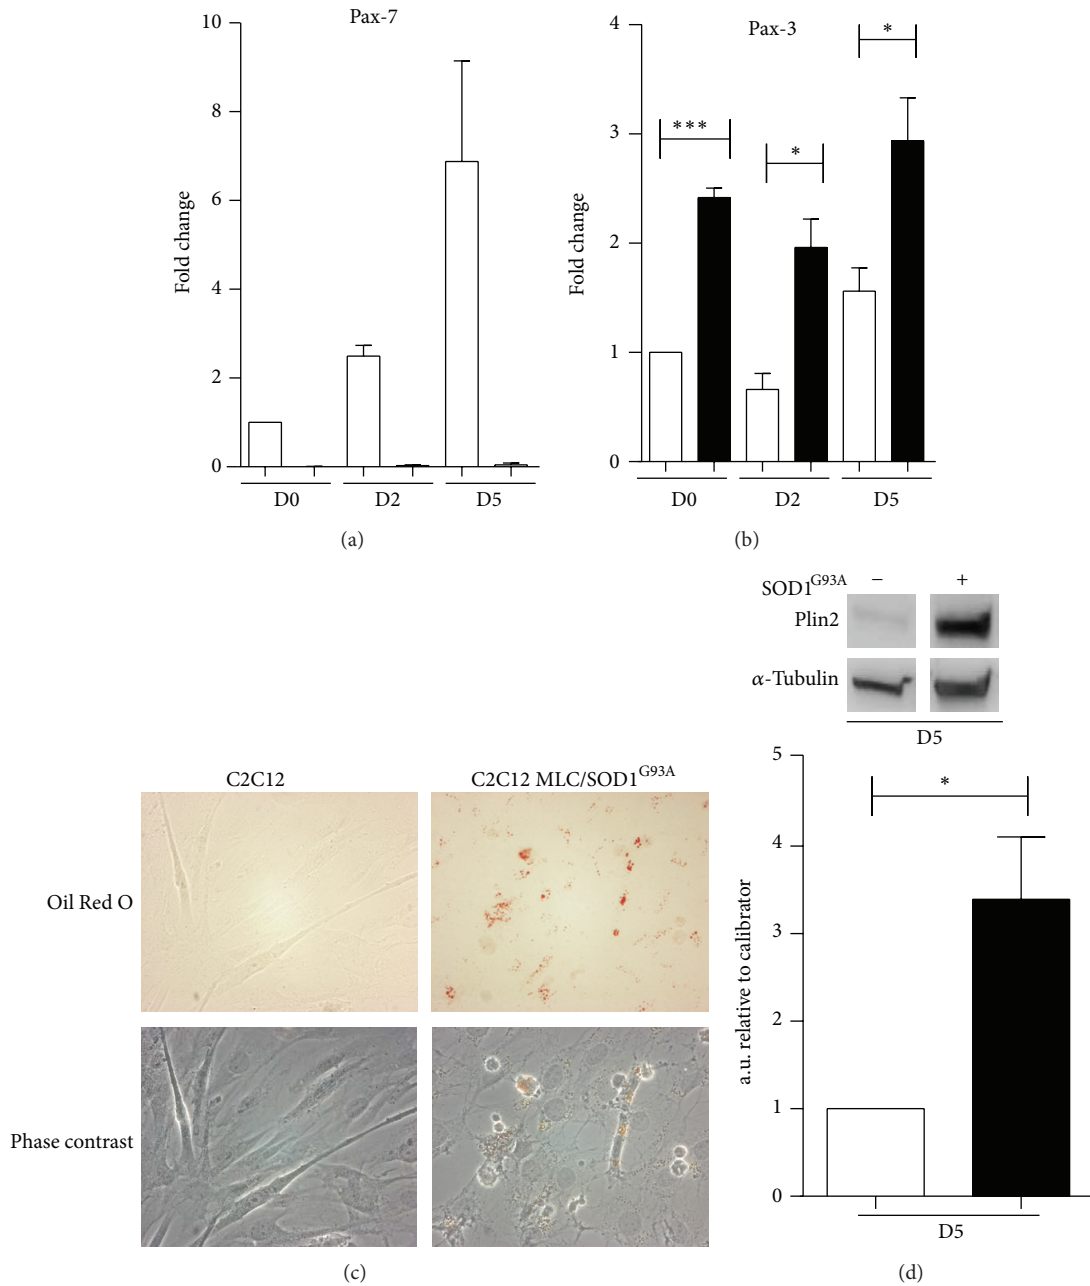 Pax-7
10
8
6
4
2
0
Fold change
D0 D2 D5
(a)
Pax-3
4
3
2
1
0
Fold change
***
*
*
D0 D2 D5
(b)
C2C12
C2C12 MLC/SOD1G93A
Oil Red O
Phase contrast
(c)
SOD1G93A − +
Plin2
α-Tubulin
D5
5
4
3
2
1
0
a.u. relative to calibrator
*
D5
(d)